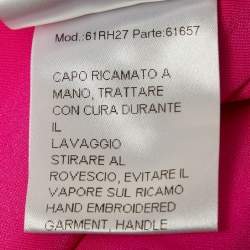 Mod.:61RH27 Parte:61657
CAPO RICAMATO A
MANO, TRATTARE
CON CURA DURANTE
IL
LAVAGGIO
STIRARE AL
ROVESCIO, EVITARE IL
VAPORE SUL RICAMO
HAND EMBROIDERED
GARMENT, HANDLE